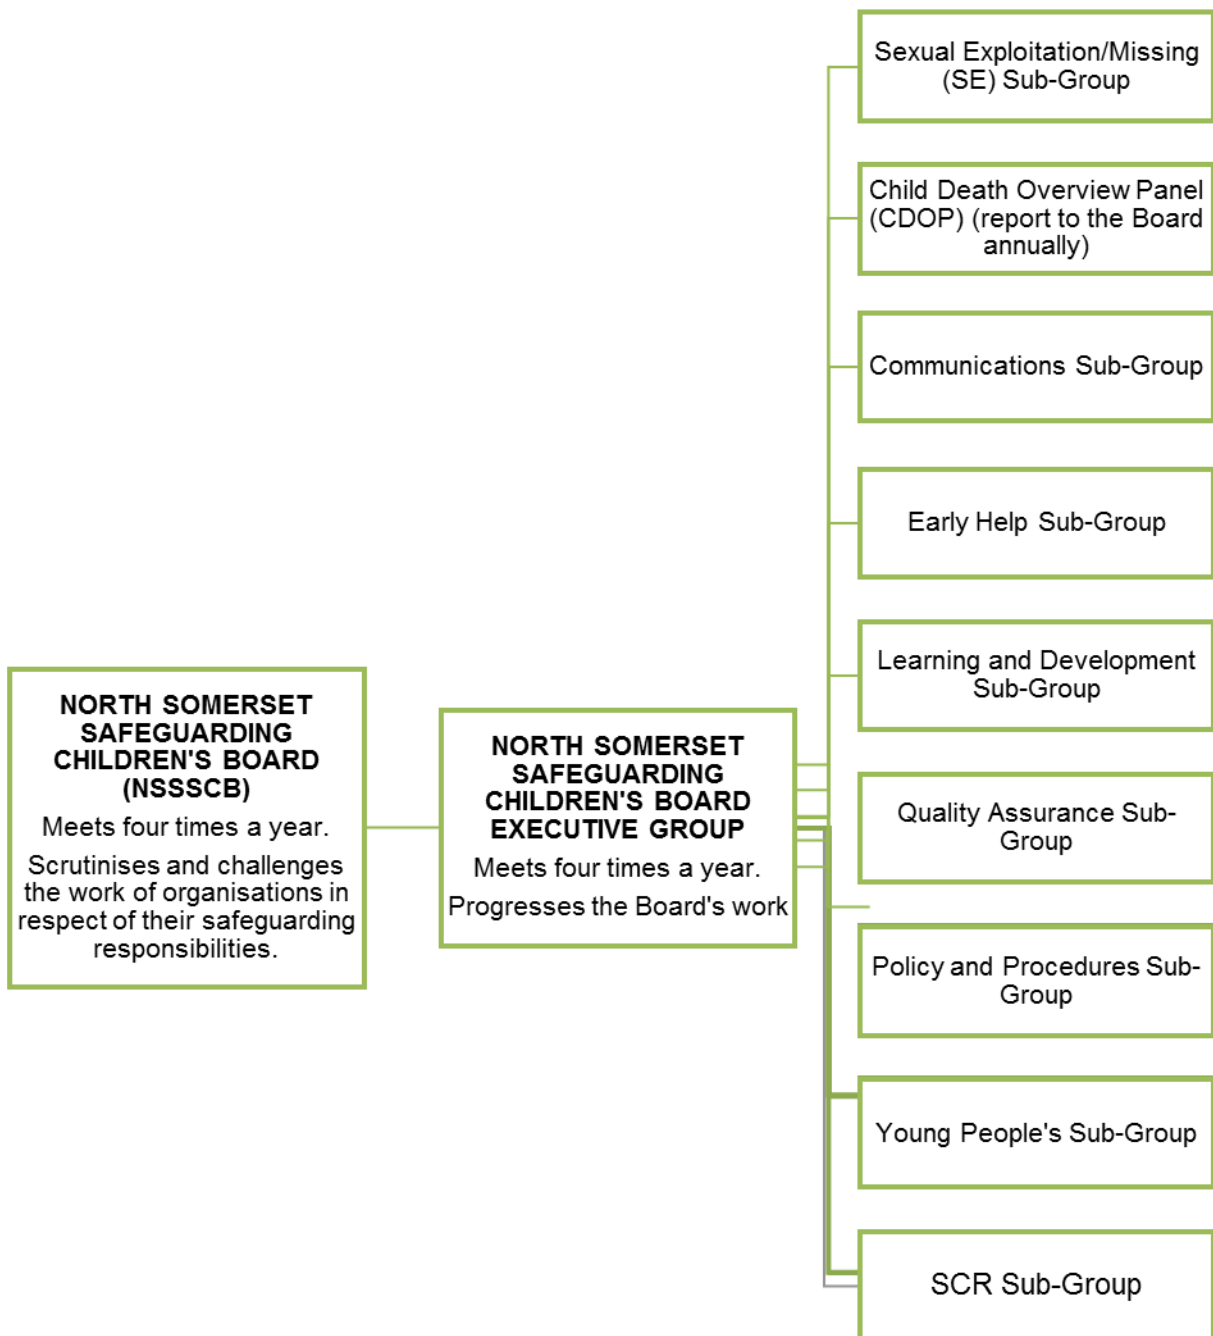 Sexual Exploitation/Missing
(SE) Sub-Group
Child Death Overview Panel
(CDOP) (report to the Board
annually)
Communications Sub-Group
Early Help Sub-Group
Learning and Development
Sub-Group
Quality Assurance Sub-
Group
Policy and Procedures Sub-
Group
Young People's Sub-Group
SCR Sub-Group
NORTH SOMERSET
SAFEGUARDING
CHILDREN'S BOARD
(NSSSCB)
Meets four times a year.
Scrutinises and challenges
the work of organisations in
respect of their safeguarding
responsibilities.
NORTH SOMERSET
SAFEGUARDING
CHILDREN'S BOARD
EXECUTIVE GROUP
Meets four times a year.
Progresses the Board's work